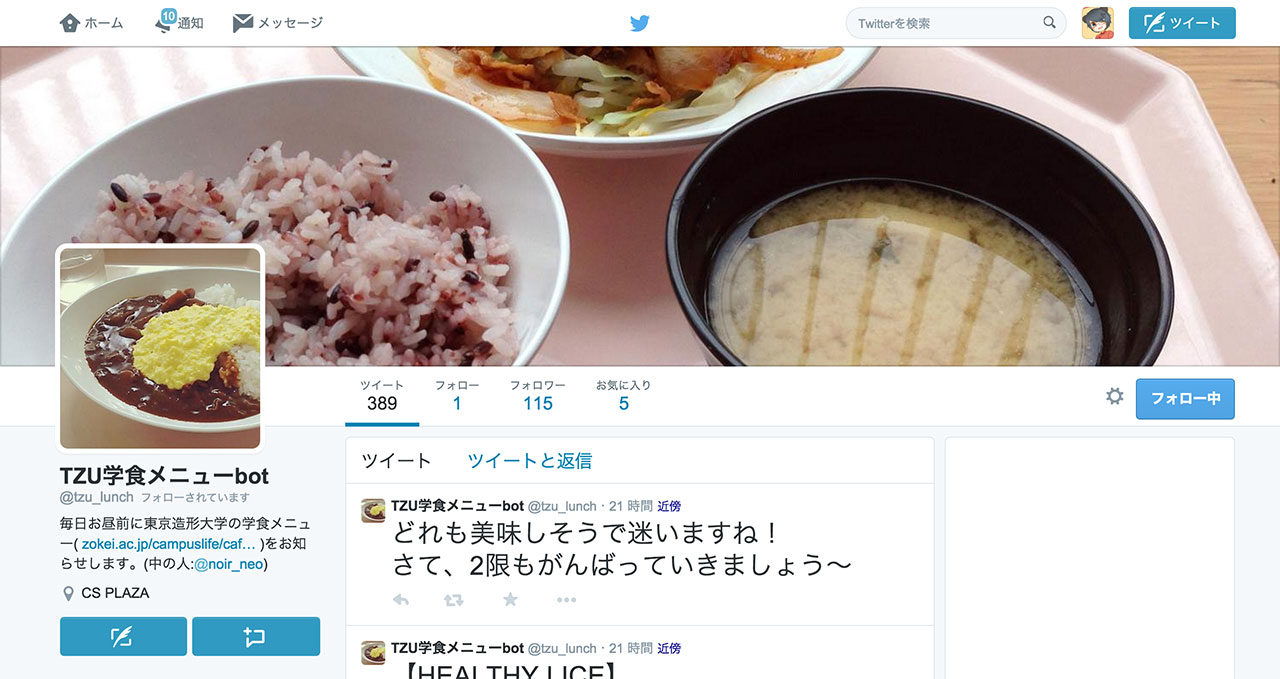 ホーム
10
通知
メッセージ
Twitterを検索
ツイート
ツイート
389
フォロー
1
フォロワー
115
お気に入り
5
フォロー中
TZU学食メニューbot
@tzu_lunch フォローされています
毎日お昼前に東京造形大学の学食メニュ
ー( zokei.ac.jp/campuslife/caf… )をお知
らせします。(中の人:@noir_neo)
CS PLAZA
ツイート ツイートと返信
TZU学食メニューbot @tzu_lunch · 21 時間 近傍
どれも美味しそうで迷いますね！
さて、2限もがんばっていきましょう〜
TZU学食メニューbot @tzu_lunch · 21 時間 近傍
【HEALTHY LICE】